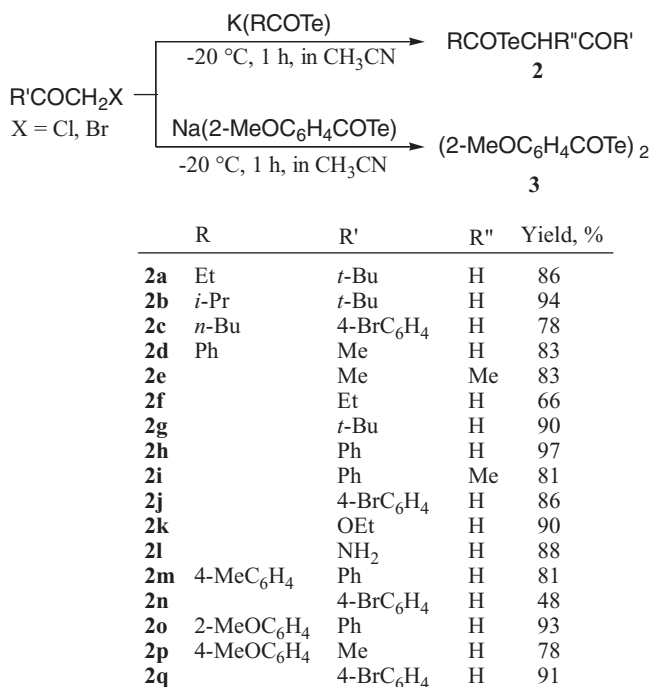 K(RCOTe)
-20 °C, 1 h, in CH₃CN
RCOTeCHR"COR'
2
R'COCH₂X
X = Cl, Br
Na(2-MeOC₆H₄COTe)
-20 °C, 1 h, in CH₃CN
(2-MeOC₆H₄COTe) ₂
3
R R' R" Yield, %
2a Et t-Bu H 86
2b i-Pr t-Bu H 94
2c n-Bu 4-BrC₆H₄ H 78
2d Ph Me H 83
2e Me Me 83
2f Et H 66
2g t-Bu H 90
2h Ph H 97
2i Ph Me 81
2j 4-BrC₆H₄ H 86
2k OEt H 90
2l NH₂ H 88
2m 4-MeC₆H₄ Ph H 81
2n 4-BrC₆H₄ H 48
2o 2-MeOC₆H₄ Ph H 93
2p 4-MeOC₆H₄ Me H 78
2q 4-BrC₆H₄ H 91